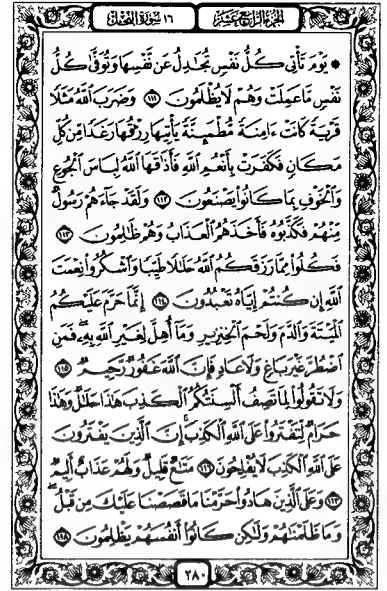 الجزء الرابع عشر
١٦ سورة النحل
۞ يَوْمَ تَأْتِي كُلُّ نَفْسٍ تُجَٰدِلُ عَن نَّفْسِهَا وَتُوَفَّىٰ كُلُّ
نَفْسٍ مَّا عَمِلَتْ وَهُمْ لَا يُظْلَمُونَ ۝١١١ وَضَرَبَ ٱللَّهُ مَثَلًا
قَرْيَةً كَانَتْ ءَامِنَةً مُّطْمَئِنَّةً يَأْتِيهَا رِزْقُهَا رَغَدًا مِّن كُلِّ
مَكَانٍ فَكَفَرَتْ بِأَنْعُمِ ٱللَّهِ فَأَذَٰقَهَا ٱللَّهُ لِبَاسَ ٱلْجُوعِ
وَٱلْخَوْفِ بِمَا كَانُوا۟ يَصْنَعُونَ ۝١١٢ وَلَقَدْ جَآءَهُمْ رَسُولٌ
مِّنْهُمْ فَكَذَّبُوهُ فَأَخَذَهُمُ ٱلْعَذَابُ وَهُمْ ظَٰلِمُونَ ۝١١٣
فَكُلُوا۟ مِمَّا رَزَقَكُمُ ٱللَّهُ حَلَٰلًا طَيِّبًا وَٱشْكُرُوا۟ نِعْمَتَ
ٱللَّهِ إِن كُنتُمْ إِيَّاهُ تَعْبُدُونَ ۝١١٤ إِنَّمَا حَرَّمَ عَلَيْكُمُ
ٱلْمَيْتَةَ وَٱلدَّمَ وَلَحْمَ ٱلْخِنزِيرِ وَمَآ أُهِلَّ لِغَيْرِ ٱللَّهِ بِهِۦ ۖ فَمَنِ
ٱضْطُرَّ غَيْرَ بَاغٍ وَلَا عَادٍ فَإِنَّ ٱللَّهَ غَفُورٌ رَّحِيمٌ ۝١١٥
وَلَا تَقُولُوا۟ لِمَا تَصِفُ أَلْسِنَتُكُمُ ٱلْكَذِبَ هَٰذَا حَلَٰلٌ وَهَٰذَا
حَرَامٌ لِّتَفْتَرُوا۟ عَلَى ٱللَّهِ ٱلْكَذِبَ ۚ إِنَّ ٱلَّذِينَ يَفْتَرُونَ
عَلَى ٱللَّهِ ٱلْكَذِبَ لَا يُفْلِحُونَ ۝١١٦ مَتَٰعٌ قَلِيلٌ وَلَهُمْ عَذَابٌ أَلِيمٌ
۝١١٧ وَعَلَى ٱلَّذِينَ هَادُوا۟ حَرَّمْنَا مَا قَصَصْنَا عَلَيْكَ مِن قَبْلُ ۖ
وَمَا ظَلَمْنَٰهُمْ وَلَٰكِن كَانُوٓا۟ أَنفُسَهُمْ يَظْلِمُونَ ۝١١٨
٢٨٠